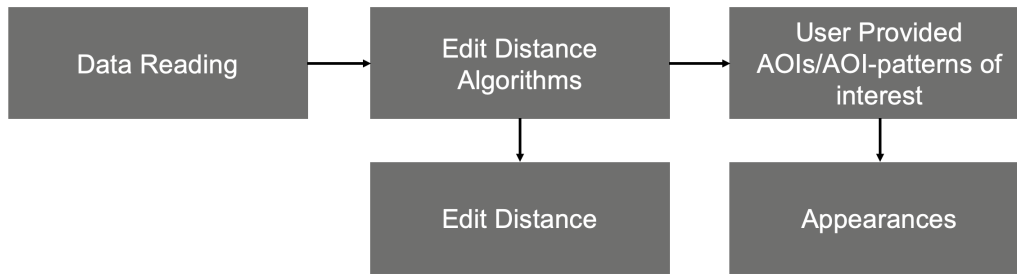 Data Reading
Edit Distance
Algorithms
User Provided
AOIs/AOI-patterns of
interest
Edit Distance
Appearances